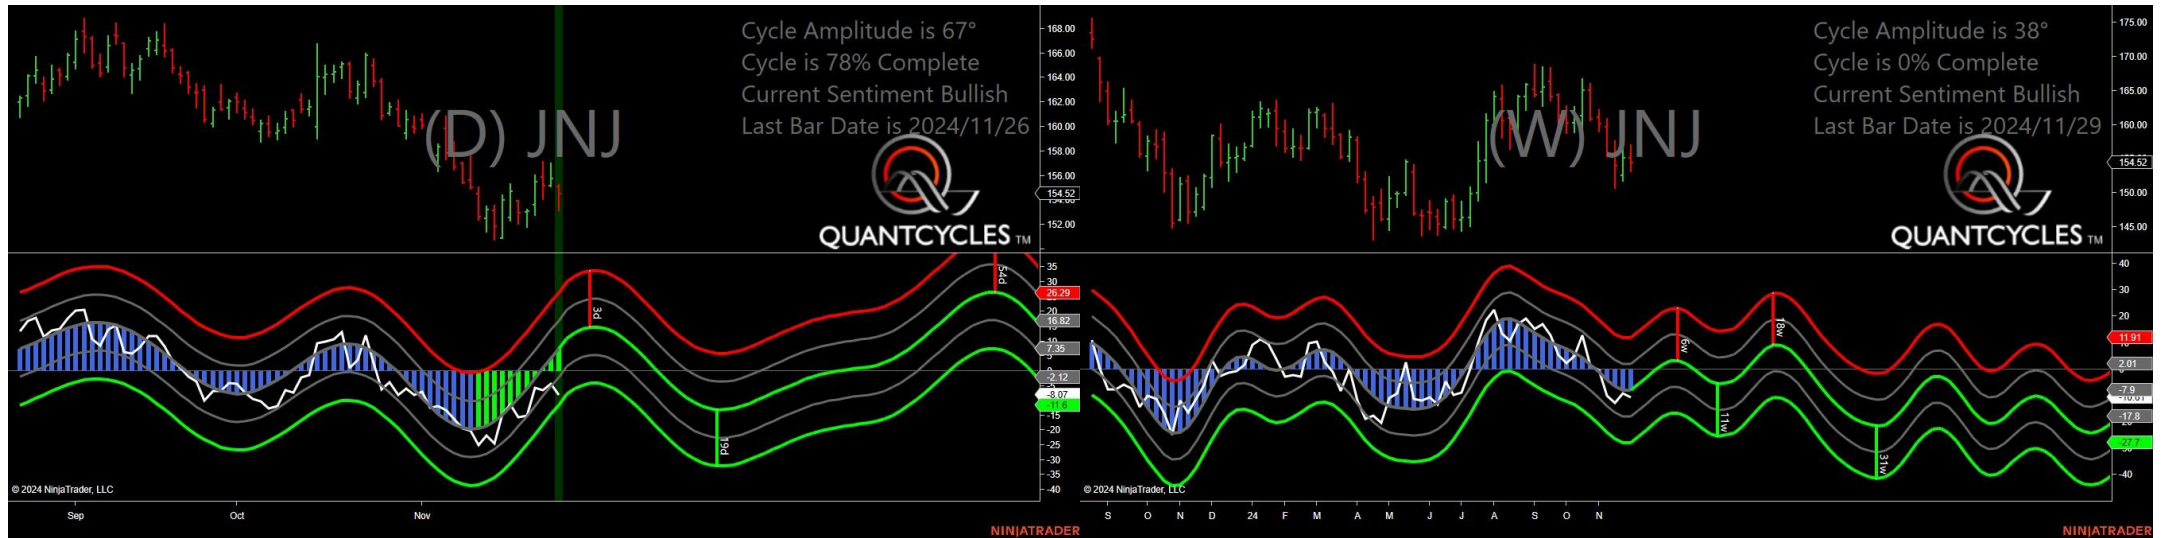 Cycle Amplitude is 67°
Cycle is 78% Complete
Current Sentiment Bullish
Last Bar Date is 2024/11/26
(D) JNJ
QUANTCYCLES TM
168.00
166.00
164.00
162.00
160.00
158.00
156.00
154.52
154.00
152.00
54d
3d
19d
35
30
26.29
20
16.82
7.35
-2.12
-8.07
-11.6
-15
-20
-25
-30
-35
-40
© 2024 NinjaTrader, LLC
Sep
Oct
Nov
NINJATRADER
Cycle Amplitude is 38°
Cycle is 0% Complete
Current Sentiment Bullish
Last Bar Date is 2024/11/29
(W) JNJ
QUANTCYCLES TM
175.00
170.00
165.00
160.00
154.52
150.00
145.00
6w
18w
11w
31w
40
30
20
11.91
2.01
-7.9
-10.01
-17.8
-27.7
-40
© 2024 NinjaTrader, LLC
S O N D 24 F M A M J J A S O N
NINJATRADER